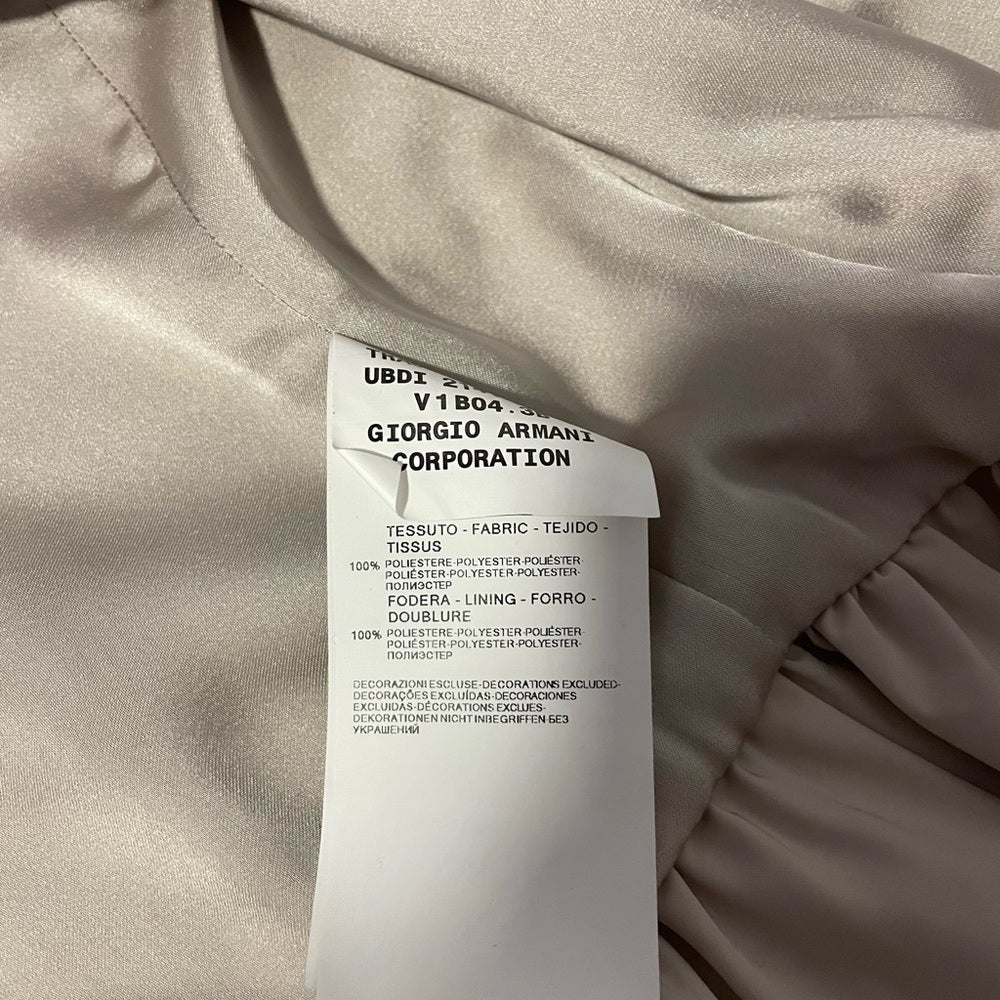 UBDI
V1B04
GIORGIO ARMANI
CORPORATION
TESSUTO - FABRIC - TEJIDO -
TISSUS
100% POLIESTERE-POLYESTER-POLIÉSTER-
POLIÉSTER-POLYESTER-POLYESTER-
ПОЛИЭСТЕР
FODERA - LINING - FORRO -
DOUBLURE
100% POLIESTERE-POLYESTER-POLIÉSTER-
POLIÉSTER-POLYESTER-POLYESTER-
ПОЛИЭСТЕР
DECORAZIONI ESCLUSE-DECORATIONS EXCLUDED-
DECORAÇÕES EXCLUÍDAS-DECORACIONES
EXCLUIDAS-DÉCORATIONS EXCLUES-
DEKORATIONEN NICHT INBEGRIFFEN-БЕЗ
УКРАШЕНИЙ